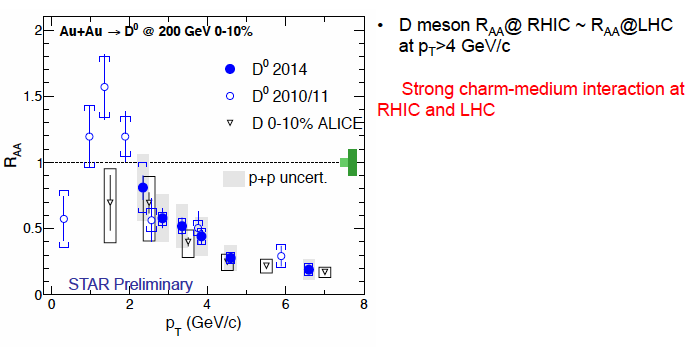 Au+Au → D⁰ @ 200 GeV 0-10%
D⁰ 2014
D⁰ 2010/11
D 0-10% ALICE
p+p uncert.
STAR Preliminary
R_AA
2
1.5
1
0.5
0
0 2 4 6 8
p_T (GeV/c)
• D meson R_AA@ RHIC ~ R_AA@LHC
at p_T>4 GeV/c
Strong charm-medium interaction at
RHIC and LHC